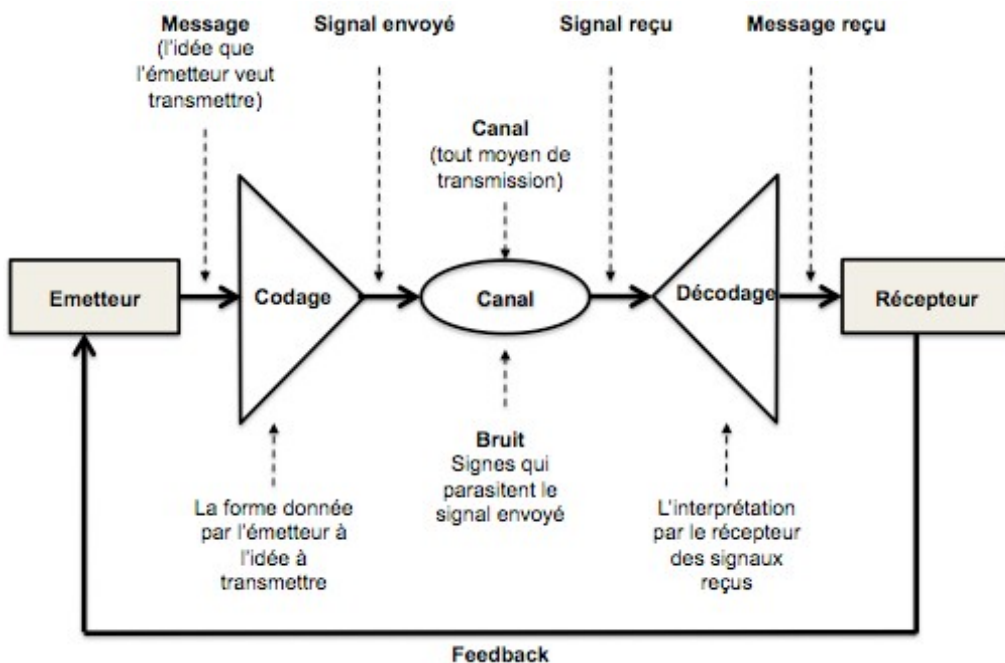 Message
(l'idée que
l'émetteur veut
transmettre)
Signal envoyé
Signal reçu
Message reçu
Canal
(tout moyen de
transmission)
Emetteur
Codage
Canal
Décodage
Récepteur
La forme donnée
par l'émetteur à
l'idée à
transmettre
Bruit
Signes qui
parasitent le
signal envoyé
L'interprétation
par le récepteur
des signaux
reçus
Feedback